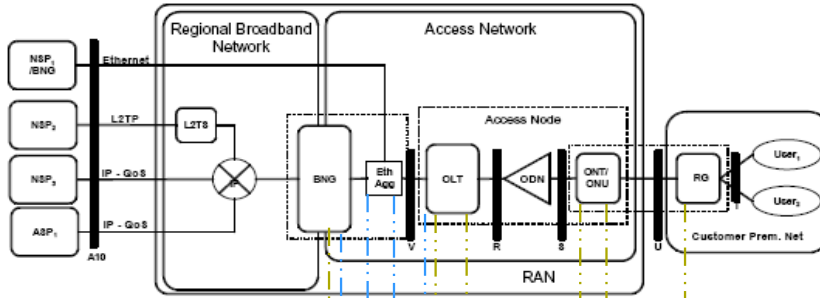 Regional Broadband
Network
Access Network
NSP₁
/BNG
Ethernet
NSP₂
L2TP
L2TS
Access Node
NSP₃
IP - QoS
IP
BNG
Eth
Agg
OLT
ODN
ONT/
ONU
RG
User₁
User₂
ASP₁
IP - QoS
A10
V
R
S
U
Customer Prem. Net
RAN